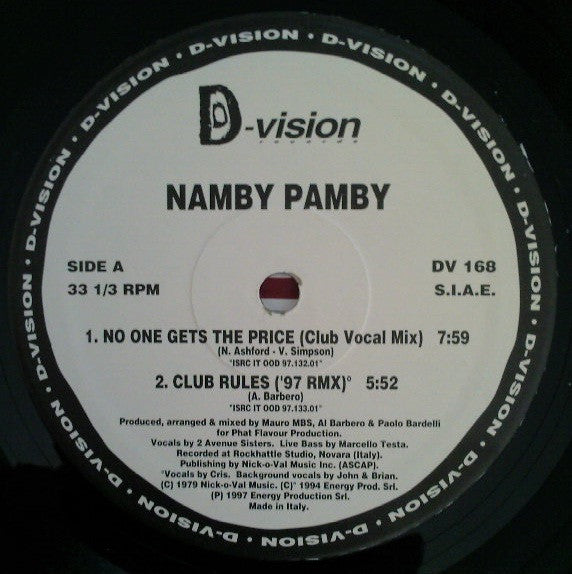 D-VISION • D-VISION • D-VISION • D-VISION • D-VISION • D-VISION • D-VISION • D-VISION • D-VISION • D-VISION • D-VISION • D-VISION •
D-vision
records
NAMBY PAMBY
SIDE A DV 168
33 1/3 RPM S.I.A.E.
1. NO ONE GETS THE PRICE (Club Vocal Mix) 7:59
(N. Ashford - V. Simpson)
"ISRC IT OOD 97.132.01"
2. CLUB RULES ('97 RMX)° 5:52
(A. Barbero)
"ISRC IT OOD 97.133.01"
Produced, arranged & mixed by Mauro MBS, Al Barbero & Paolo Bardelli
for Phat Flavour Production.
Vocals by 2 Avenue Sisters. Live Bass by Marcello Testa.
Recorded at Rockhattle Studio, Novara (Italy).
Publishing by Nick-o-Val Music Inc. (ASCAP).
°Vocals by Cris. Background vocals by John & Brian.
(C) 1979 Nick-o-Val Music. (C)° 1994 Energy Prod. Srl.
(P) 1997 Energy Production Srl.
Made in Italy.